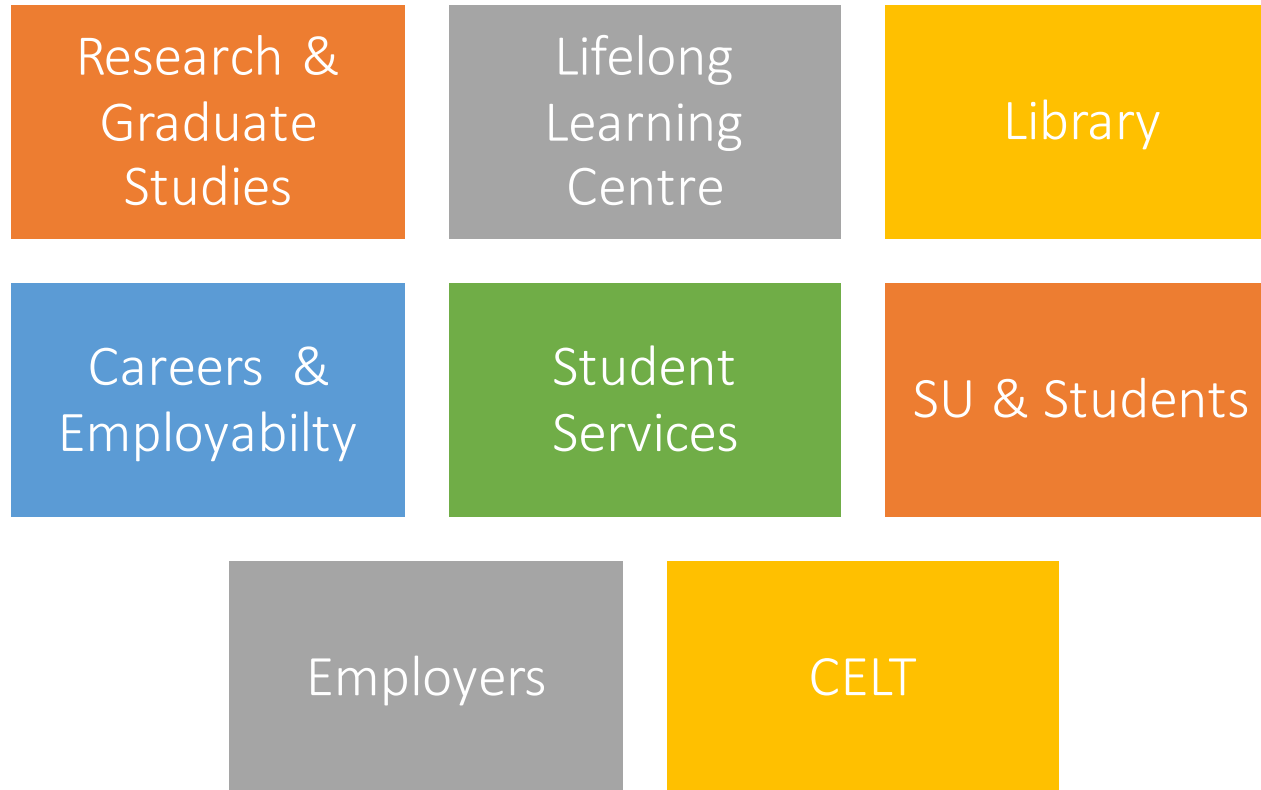 Research &
Graduate
Studies
Lifelong
Learning
Centre
Library
Careers &
Employabilty
Student
Services
SU & Students
Employers
CELT